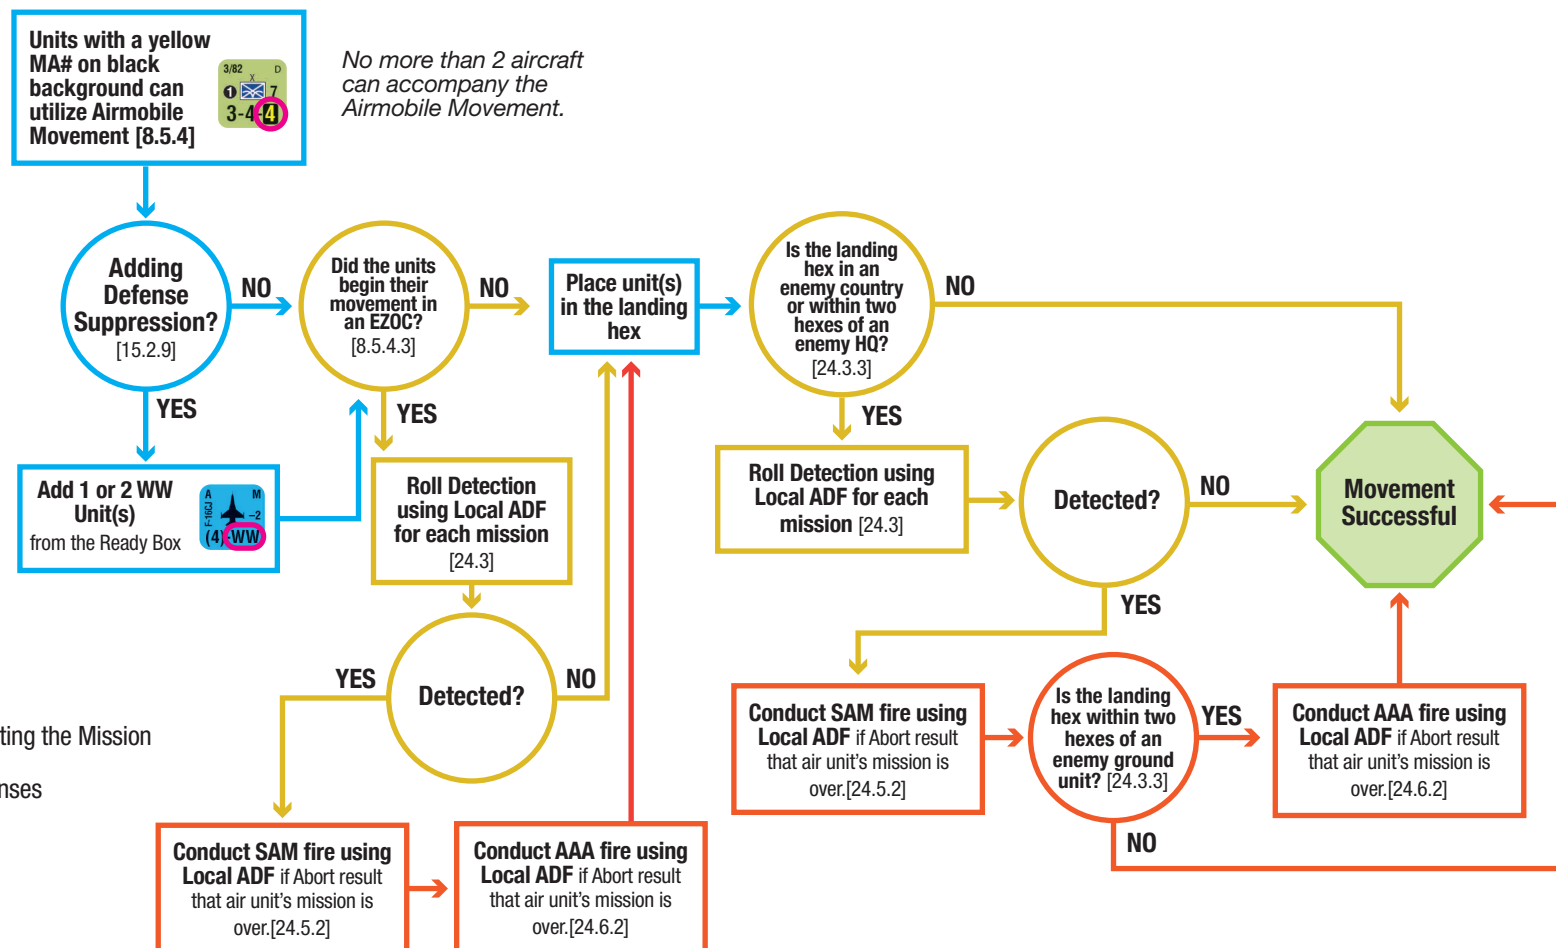 Units with a yellow
MA# on black
background can
utilize Airmobile
Movement [8.5.4]
3/82 D
X
1 7
3-4-4
No more than 2 aircraft
can accompany the
Airmobile Movement.
Adding
Defense
Suppression?
[15.2.9]
NO
YES
Did the units
begin their
movement in
an EZOC?
[8.5.4.3]
NO
YES
Place unit(s)
in the landing
hex
Is the landing
hex in an
enemy country
or within two
hexes of an
enemy HQ?
[24.3.3]
NO
YES
Add 1 or 2 WW
Unit(s)
from the Ready Box
A M
F-16CJ
-2
(4)-WW
Roll Detection
using Local ADF
for each mission
[24.3]
Roll Detection using
Local ADF for each
mission [24.3]
Detected?
NO
YES
Movement
Successful
Detected?
YES
NO
ting the Mission
nses
Conduct SAM fire using
Local ADF if Abort result
that air unit's mission is
over.[24.5.2]
Conduct AAA fire using
Local ADF if Abort result
that air unit's mission is
over.[24.6.2]
Conduct SAM fire using
Local ADF if Abort result
that air unit's mission is
over.[24.5.2]
Is the landing
hex within two
hexes of an
enemy ground
unit? [24.3.3]
YES
NO
Conduct AAA fire using
Local ADF if Abort result
that air unit's mission is
over.[24.6.2]